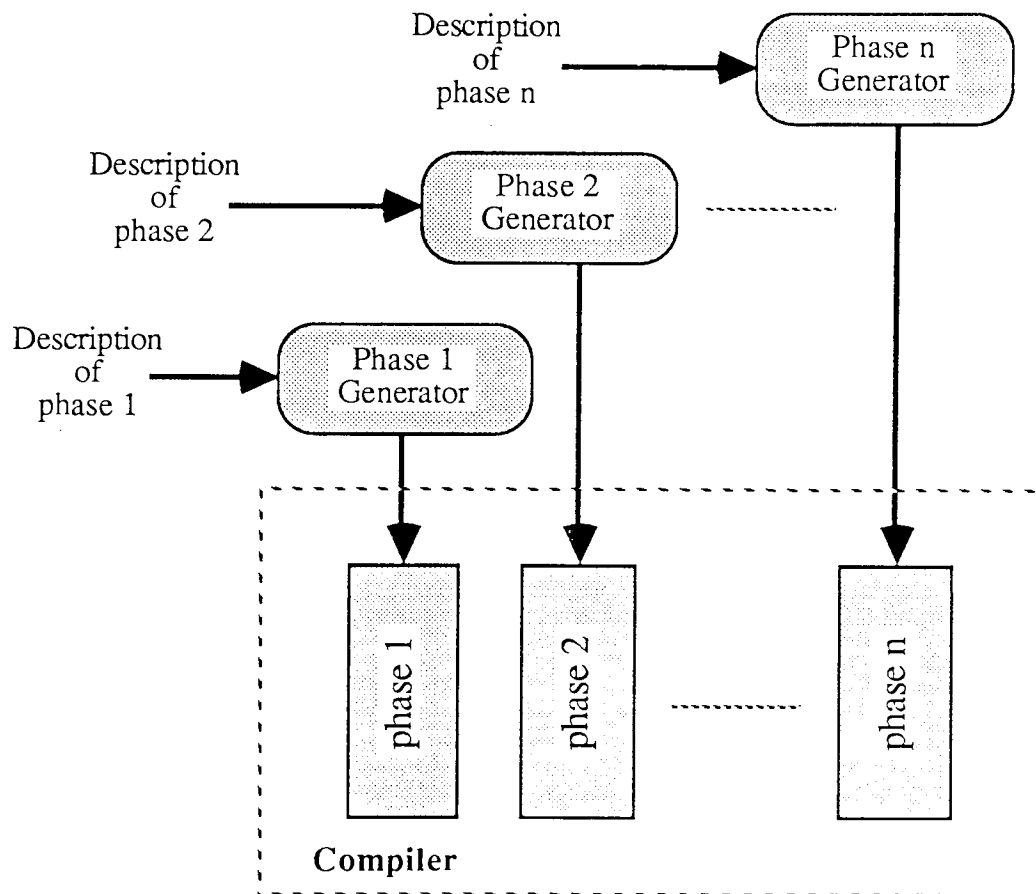 Description
of
phase n
Phase n
Generator
Description
of
phase 2
Phase 2
Generator
Description
of
phase 1
Phase 1
Generator
phase 1
phase 2
phase n
Compiler